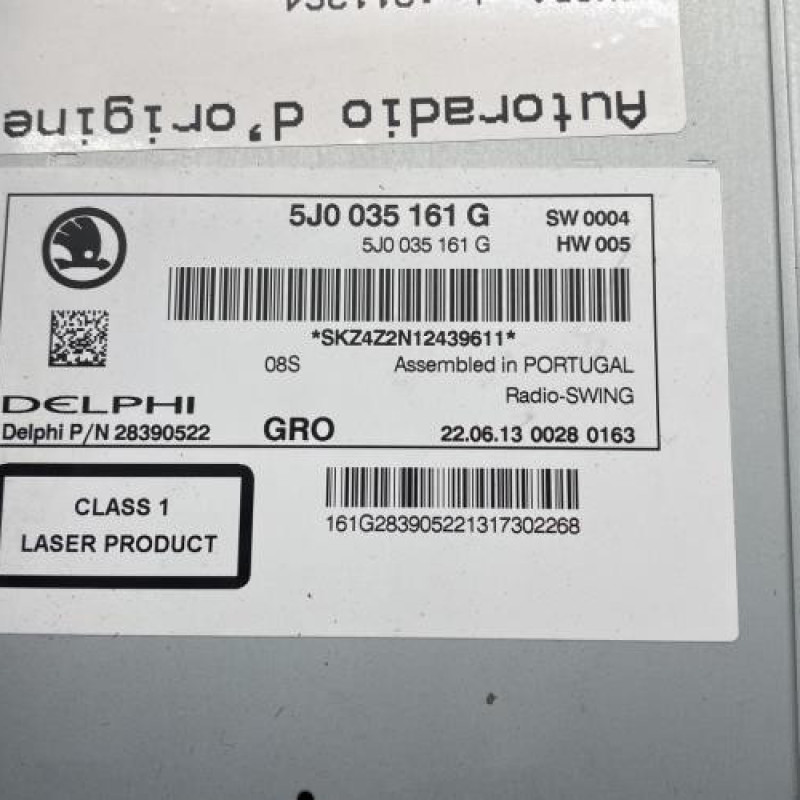 Autoradio d'origine
5J0 035 161 G SW 0004
5J0 035 161 G HW 005
*SKZ4Z2N12439611*
08S Assembled in PORTUGAL
Radio-SWING
DELPHI
Delphi P/N 28390522 GRO 22.06.13 0028 0163
CLASS 1
LASER PRODUCT
161G283905221317302268